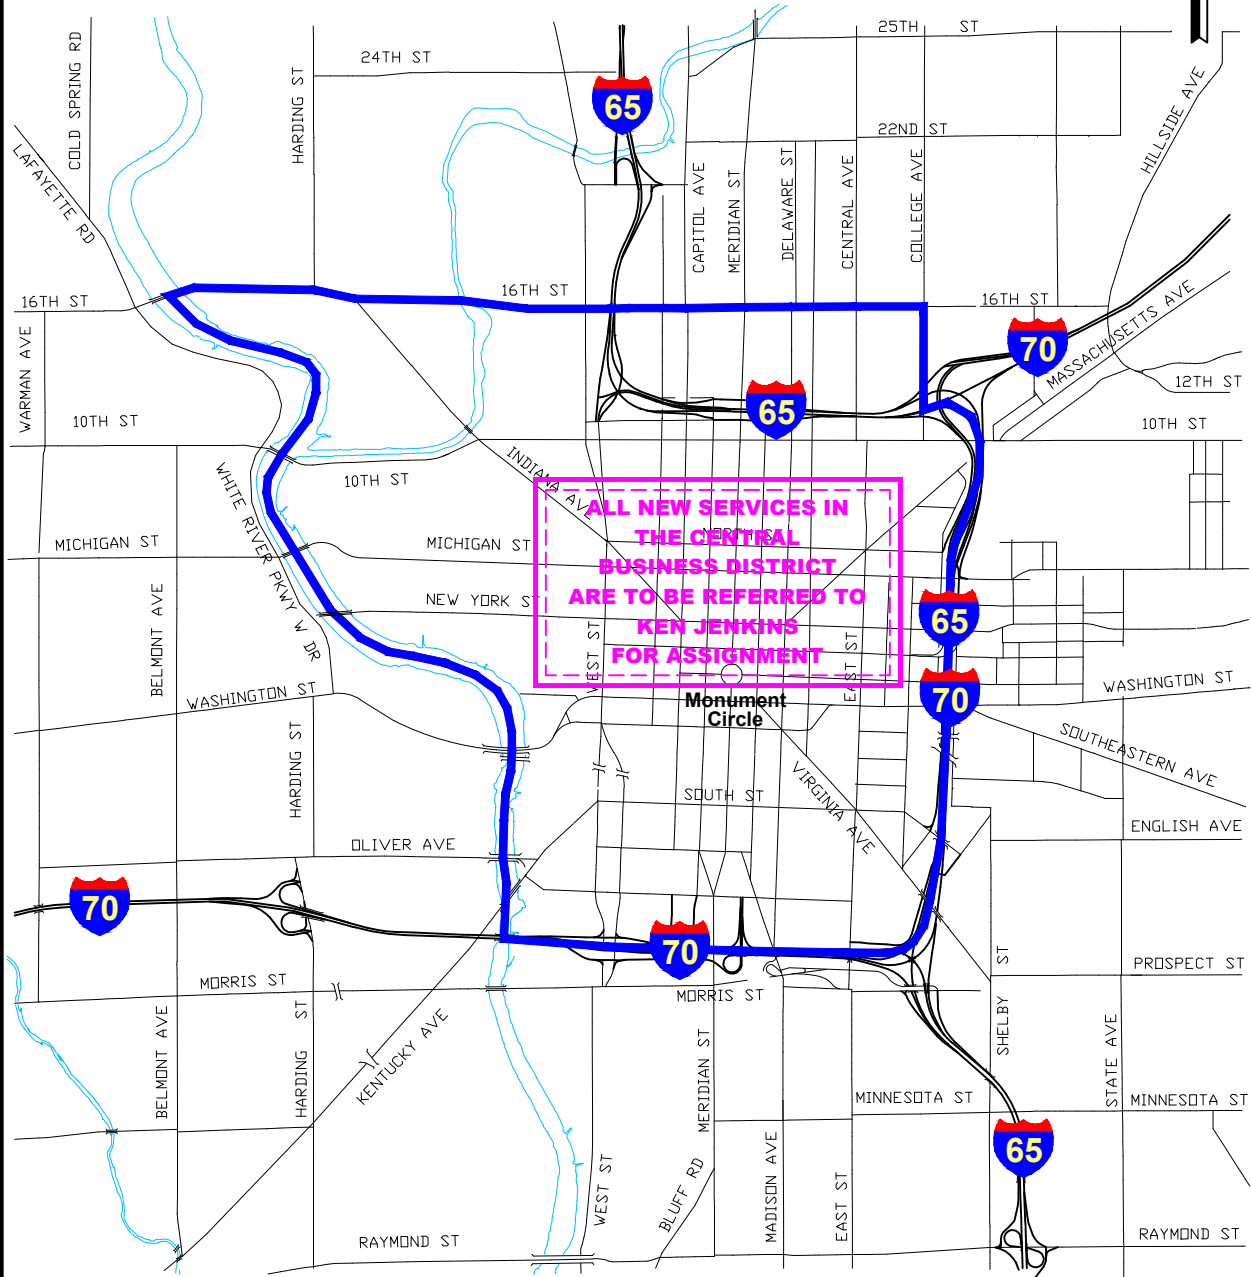 25TH ST
24TH ST
COLD SPRING RD
HARDING ST
65
22ND ST
HILLSIDE AVE
LAFAYETTE RD
CAPITOL AVE
MERIDIAN ST
DELAWARE ST
CENTRAL AVE
COLLEGE AVE
16TH ST
16TH ST
16TH ST
MASSACHUSETTS AVE
WARMAN AVE
70
12TH ST
65
10TH ST
10TH ST
10TH ST
INDIANA AVE
WHITE RIVER PKWY W DR
ALL NEW SERVICES IN
NORTH ST
THE CENTRAL
BUSINESS DISTRICT
ARE TO BE REFERRED TO
KEN JENKINS
FOR ASSIGNMENT
MICHIGAN ST
MICHIGAN ST
NEW YORK ST
BELMONT AVE
WEST ST
EAST ST
65
70
WASHINGTON ST
WASHINGTON ST
Monument
Circle
HARDING ST
SOUTHEASTERN AVE
VIRGINIA AVE
SOUTH ST
ENGLISH AVE
OLIVER AVE
70
70
PROSPECT ST
MORRIS ST
MORRIS ST
SHELBY ST
BELMONT AVE
HARDING ST
KENTUCKY AVE
MERIDIAN ST
STATE AVE
MINNESOTA ST
MINNESOTA ST
65
WEST ST
BLUFF RD
MADISON AVE
EAST ST
RAYMOND ST
RAYMOND ST